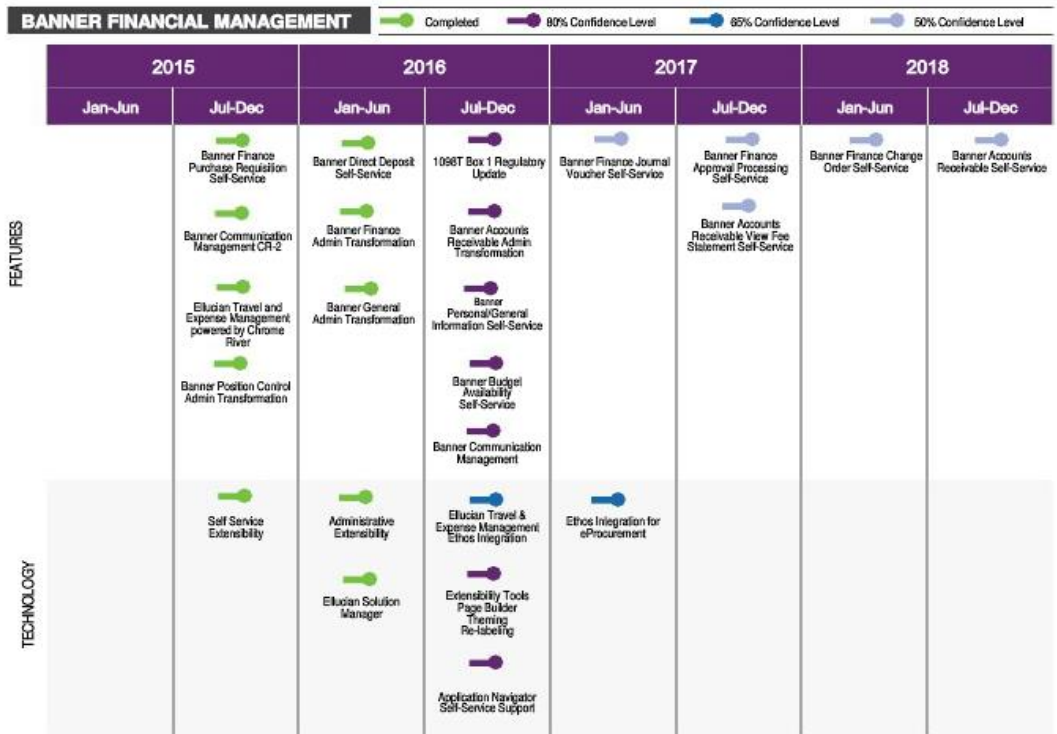 BANNER FINANCIAL MANAGEMENT
Completed
80% Confidence Level
65% Confidence Level
50% Confidence Level
2015
2016
2017
2018
Jan-Jun
Jul-Dec
Jan-Jun
Jul-Dec
Jan-Jun
Jul-Dec
Jan-Jun
Jul-Dec
FEATURES
Banner Finance
Purchase Requisition
Self-Service
Banner Communication
Management CR-2
Ellucian Travel and
Expense Management
powered by Chrome
River
Banner Position Control
Admin Transformation
Banner Direct Deposit
Self-Service
Banner Finance
Admin Transformation
Banner General
Admin Transformation
1098T Box 1 Regulatory
Update
Banner Accounts
Receivable Admin
Transformation
Banner
Personal/General
Information Self-Service
Banner Budget
Availability
Self-Service
Banner Communication
Management
Banner Finance Journal
Voucher Self-Service
Banner Finance
Approval Processing
Self-Service
Banner Accounts
Receivable View Fee
Statement Self-Service
Banner Finance Change
Order Self-Service
Banner Accounts
Receivable Self-Service
TECHNOLOGY
Self Service
Extensibility
Administrative
Extensibility
Ellucian Solution
Manager
Ellucian Travel &
Expense Management
Ethos Integration
Extensibility Tools
Page Builder
Theming
Re-labeling
Application Navigator
Self-Service Support
Ethos Integration for
eProcurement